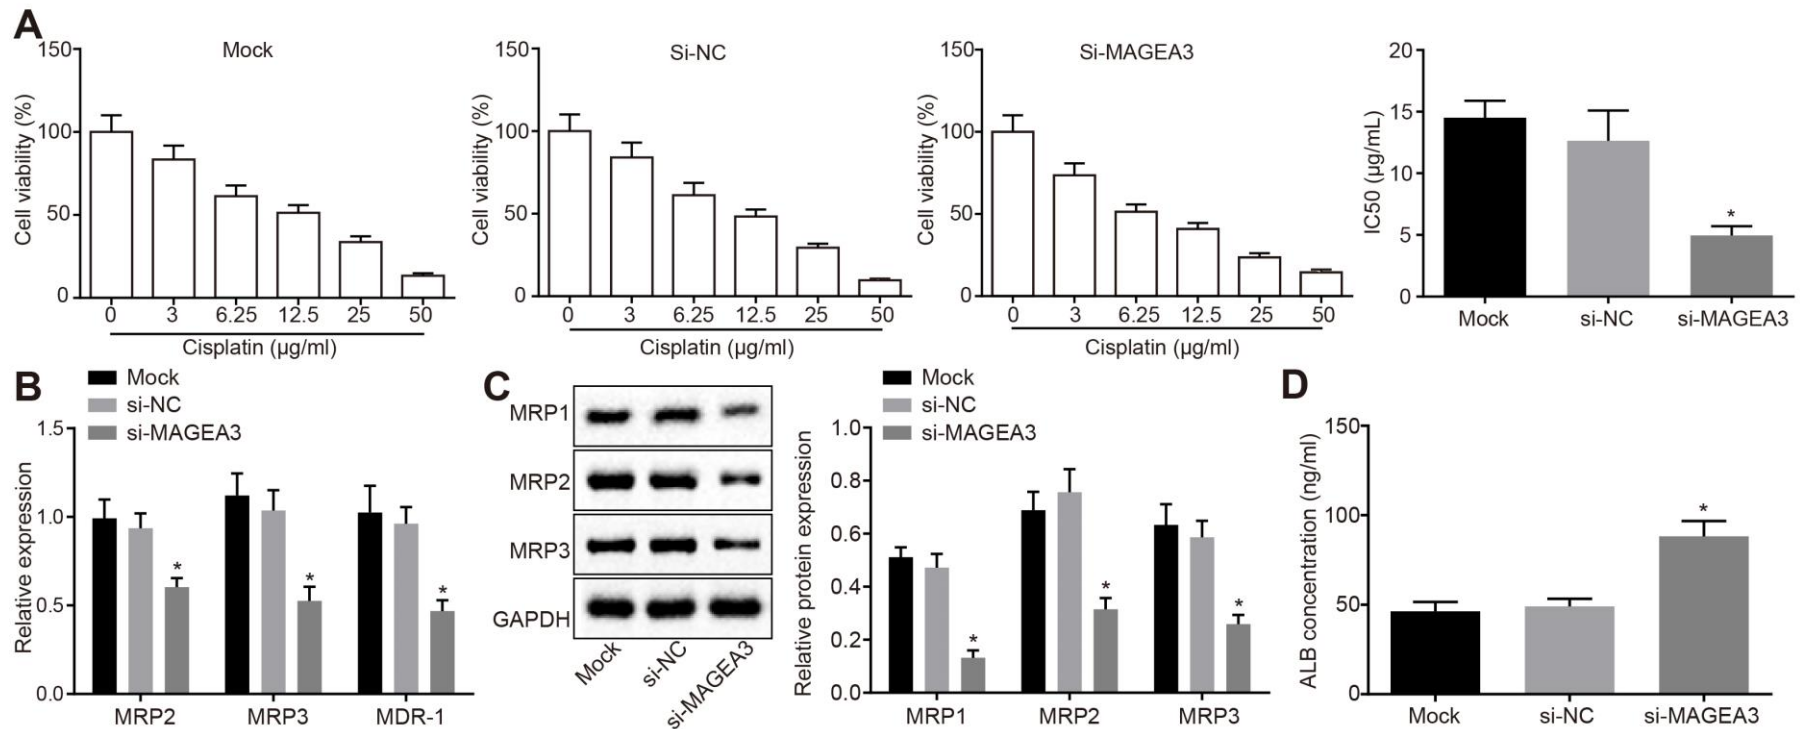 A
Mock
Cell viability (%)
150
100
50
0
0 3 6.25 12.5 25 50
Cisplatin (µg/ml)
Si-NC
Cell viability (%)
150
100
50
0
0 3 6.25 12.5 25 50
Cisplatin (µg/ml)
Si-MAGEA3
Cell viability (%)
150
100
50
0
0 3 6.25 12.5 25 50
Cisplatin (µg/ml)
IC50 (µg/mL)
20
15
10
5
0
*
Mock si-NC si-MAGEA3
B
Mock
si-NC
si-MAGEA3
Relative expression
1.5
1.0
0.5
0.0
* * *
MRP2 MRP3 MDR-1
C
MRP1
MRP2
MRP3
GAPDH
Mock si-NC si-MAGEA3
Mock
si-NC
si-MAGEA3
Relative protein expression
1.0
0.8
0.6
0.4
0.2
0.0
* * *
MRP1 MRP2 MRP3
D
ALB concentration (ng/ml)
150
100
50
0
*
Mock si-NC si-MAGEA3